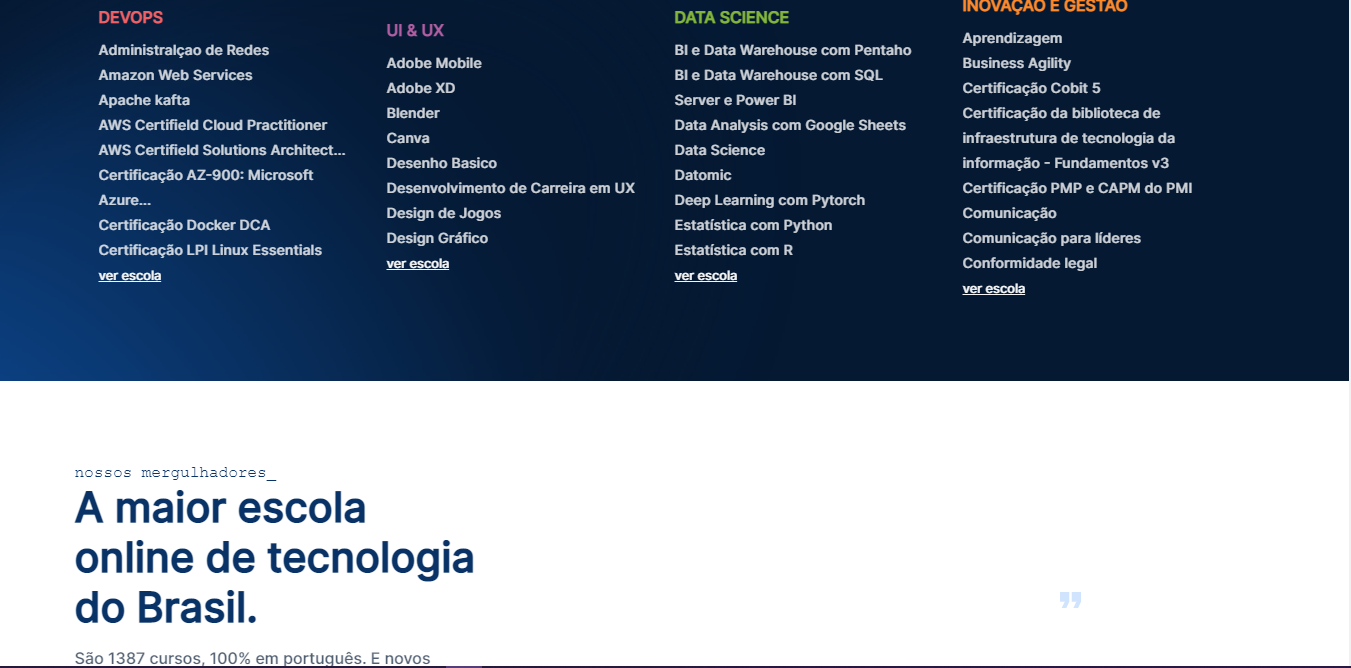 DEVOPS
Administralçao de Redes
Amazon Web Services
Apache kafta
AWS Certifield Cloud Practitioner
AWS Certifield Solutions Architect...
Certificação AZ-900: Microsoft
Azure...
Certificação Docker DCA
Certificação LPI Linux Essentials
ver escola
UI & UX
Adobe Mobile
Adobe XD
Blender
Canva
Desenho Basico
Desenvolvimento de Carreira em UX
Design de Jogos
Design Gráfico
ver escola
DATA SCIENCE
BI e Data Warehouse com Pentaho
BI e Data Warehouse com SQL
Server e Power BI
Data Analysis com Google Sheets
Data Science
Datomic
Deep Learning com Pytorch
Estatística com Python
Estatística com R
ver escola
INOVAÇÃO E GESTÃO
Aprendizagem
Business Agility
Certificação Cobit 5
Certificação da biblioteca de
infraestrutura de tecnologia da
informação - Fundamentos v3
Certificação PMP e CAPM do PMI
Comunicação
Comunicação para líderes
Conformidade legal
ver escola
nossos mergulhadores_
A maior escola
online de tecnologia
do Brasil.
"
São 1387 cursos, 100% em português. E novos